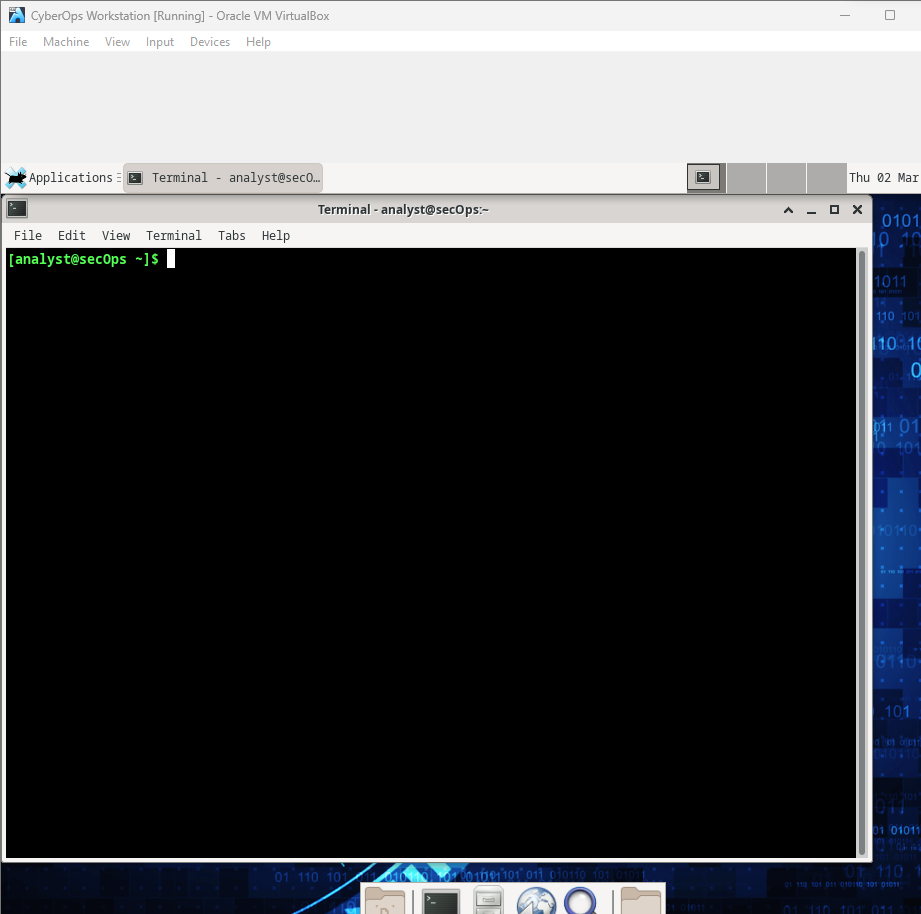 CyberOps Workstation [Running] - Oracle VM VirtualBox
File Machine View Input Devices Help
Applications Terminal - analyst@secO... Thu 02 Mar
Terminal - analyst@secOps:~
File Edit View Terminal Tabs Help
[analyst@secOps ~]$